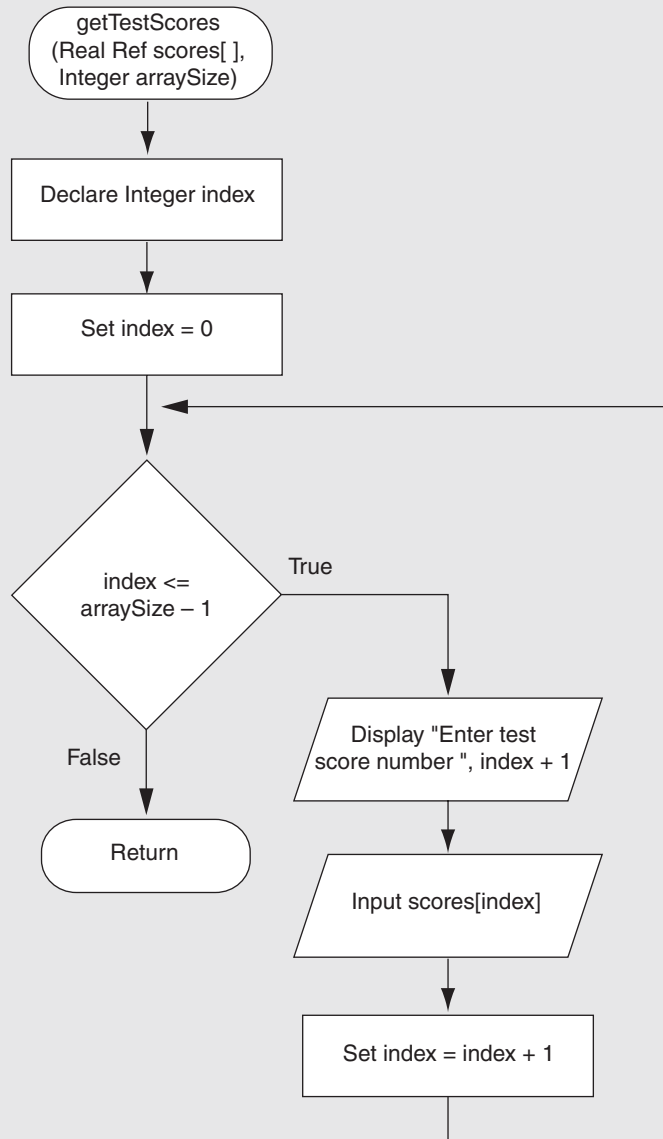 getTestScores
(Real Ref scores[ ],
Integer arraySize)
Declare Integer index
Set index = 0
index <=
arraySize – 1
True
False
Display "Enter test
score number ", index + 1
Return
Input scores[index]
Set index = index + 1